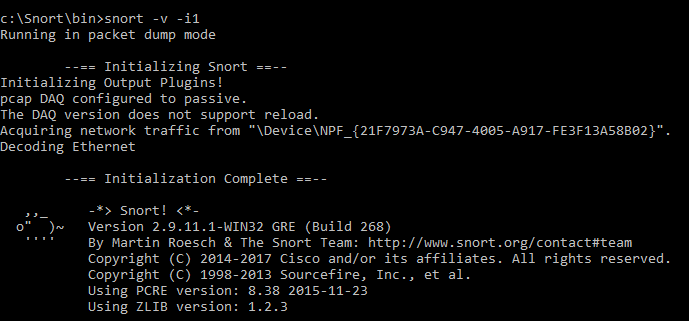 c:\Snort\bin>snort -v -i1
Running in packet dump mode
--== Initializing Snort ==--
Initializing Output Plugins!
pcap DAQ configured to passive.
The DAQ version does not support reload.
Acquiring network traffic from "\Device\NPF_{21F7973A-C947-4005-A917-FE3F13A58B02}".
Decoding Ethernet
--== Initialization Complete ==--
,,_     -*> Snort! <*-
o"  )~   Version 2.9.11.1-WIN32 GRE (Build 268)
''''    By Martin Roesch & The Snort Team: http://www.snort.org/contact#team
Copyright (C) 2014-2017 Cisco and/or its affiliates. All rights reserved.
Copyright (C) 1998-2013 Sourcefire, Inc., et al.
Using PCRE version: 8.38 2015-11-23
Using ZLIB version: 1.2.3